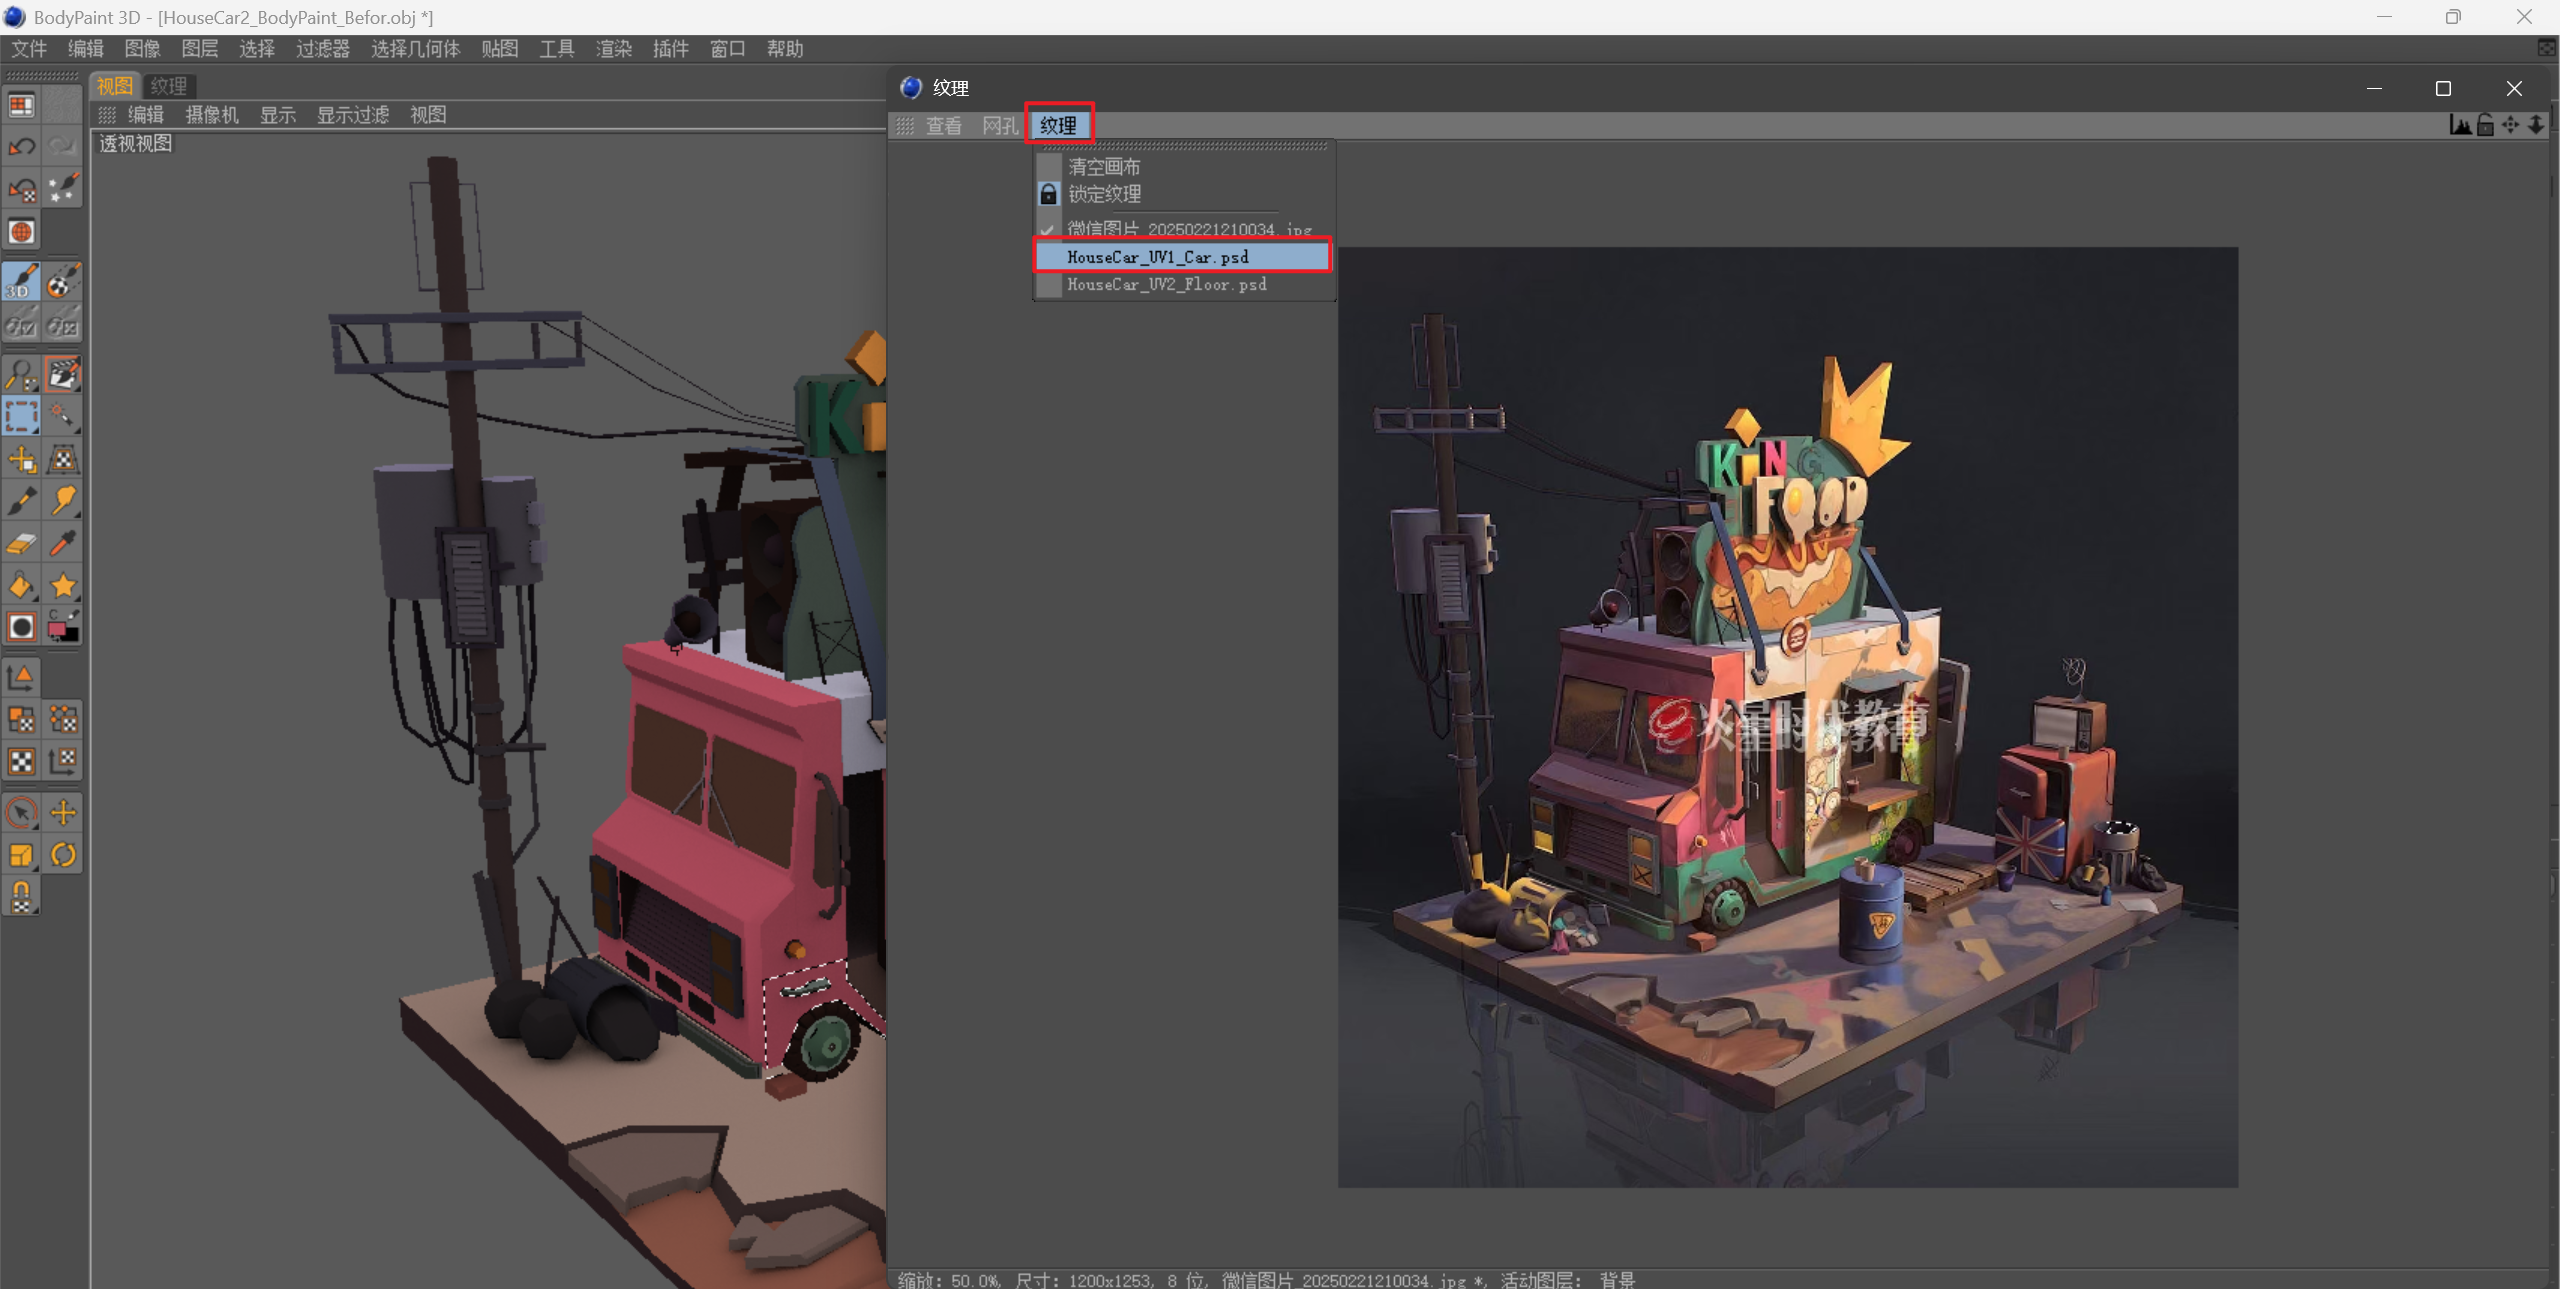 BodyPaint 3D - [HouseCar2_BodyPaint_Befor.obj *]
文件 编辑 图像 图层 选择 过滤器 选择几何体 贴图 工具 渲染 插件 窗口 帮助
视图 纹理
编辑 摄像机 显示 显示过滤 视图
透视视图
3D
C
K
纹理
查看 网孔 纹理
清空画布
锁定纹理
微信图片_20250221210034.jpg
HouseCar_UV1_Car.psd
HouseCar_UV2_Floor.psd
KING
FOOD
火星时代教育
缩放: 50.0%, 尺寸: 1200x1253, 8 位, 微信图片_20250221210034.jpg *, 活动图层: 背景